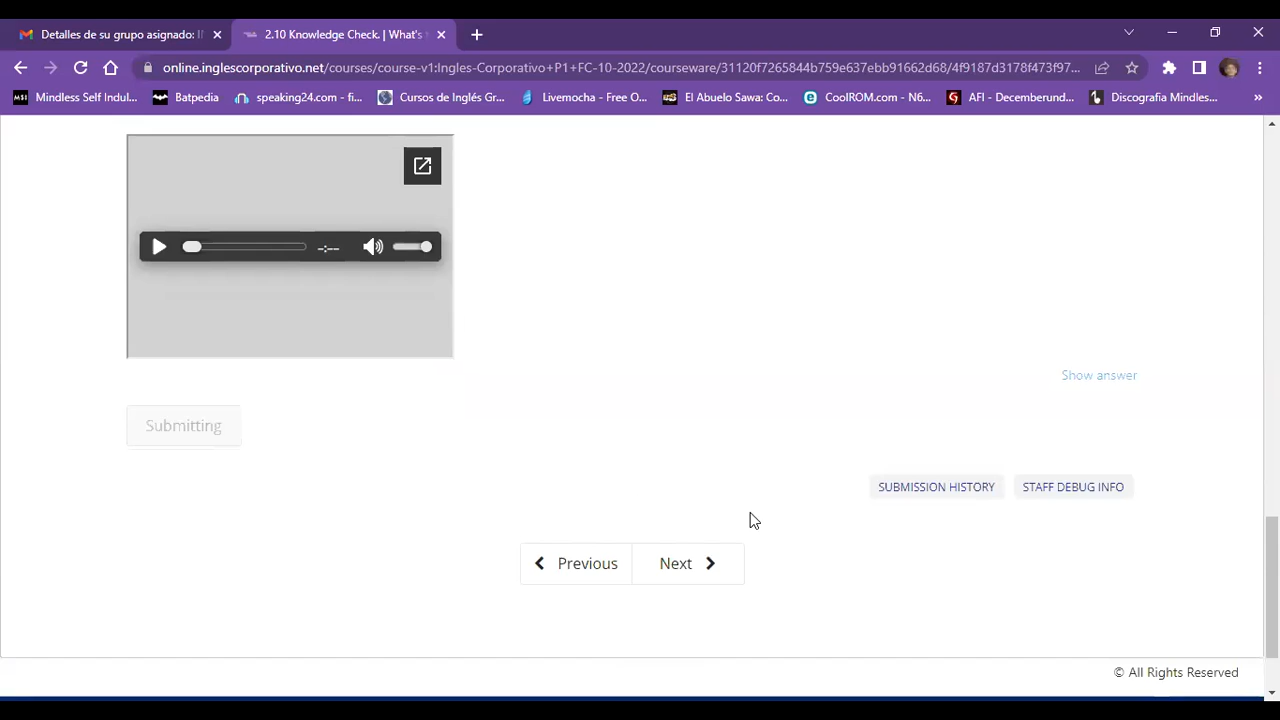 Detalles de su grupo asignado: I
2.10 Knowledge Check. | What's
online.inglescorporativo.net/courses/course-v1:Ingles-Corporativo+P1+FC-10-2022/courseware/31120f7265844b759e637ebb91662d68/4f9187d3178f473f97...
MSI Mindless Self Indul... Batpedia speaking24.com - fi... Cursos de Inglés Gr... Livemocha - Free O... El Abuelo Sawa: Co... CoolROM.com - N6... AFI - Decemberund... Discografia Mindles... »
-:--
Show answer
Submitting
SUBMISSION HISTORY STAFF DEBUG INFO
Previous Next
© All Rights Reserved